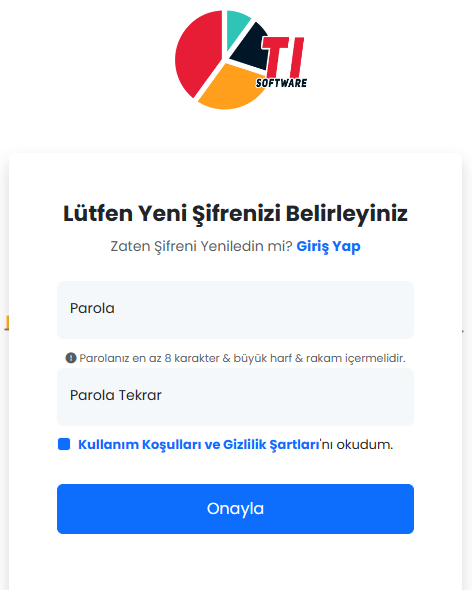 TI
SOFTWARE
Lütfen Yeni Şifrenizi Belirleyiniz
Zaten Şifreni Yeniledin mi? Giriş Yap
Parola
Parolanız en az 8 karakter & büyük harf & rakam içermelidir.
Parola Tekrar
Kullanım Koşulları ve Gizlilik Şartları'nı okudum.
Onayla